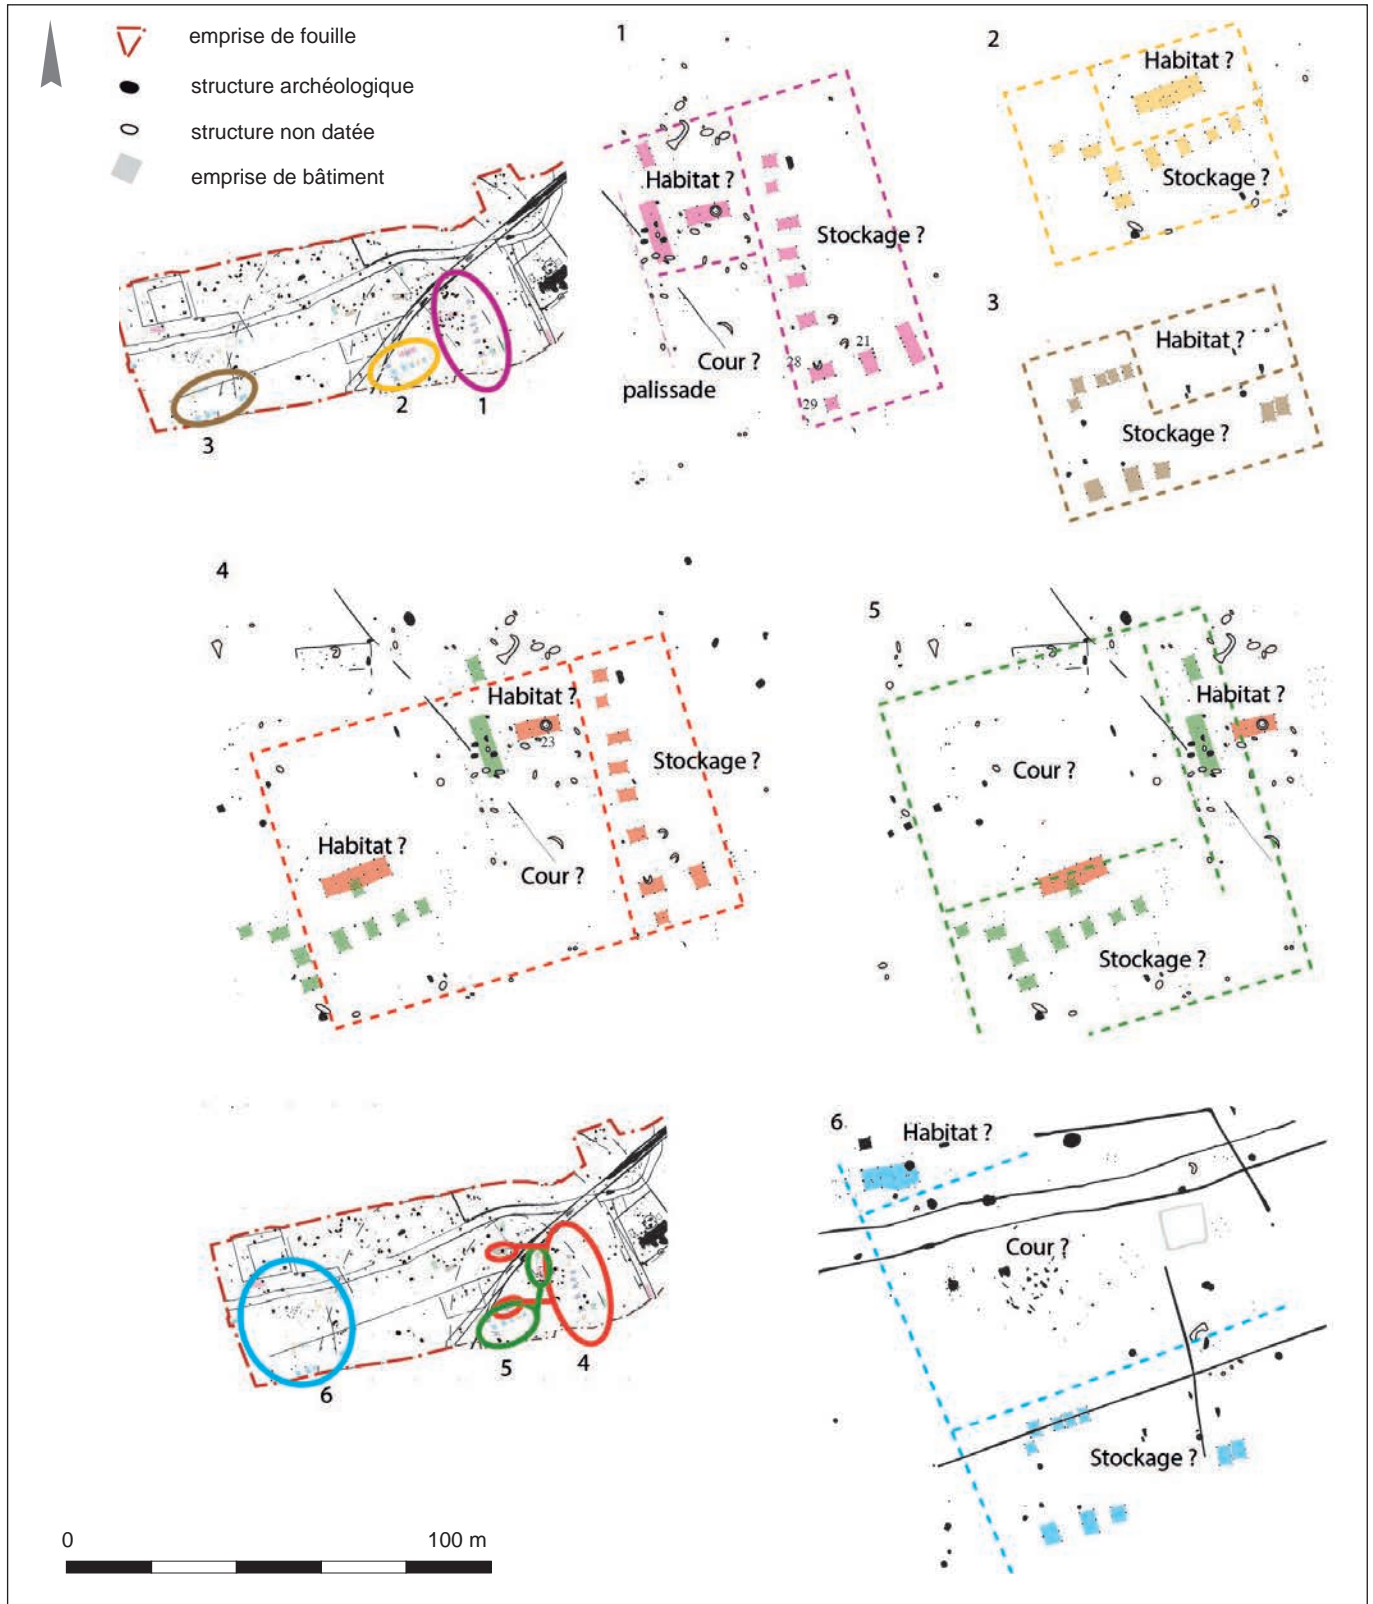 emprise de fouille
structure archéologique
structure non datée
emprise de bâtiment
1
2
3
1
Habitat ?
Stockage ?
Cour ?
palissade
28
21
29
2
Habitat ?
Stockage ?
3
Habitat ?
Stockage ?
4
Habitat ?
23
Stockage ?
Habitat ?
Cour ?
5
Habitat ?
Cour ?
Stockage ?
6
5
4
6
Habitat ?
Cour ?
Stockage ?
0
100 m